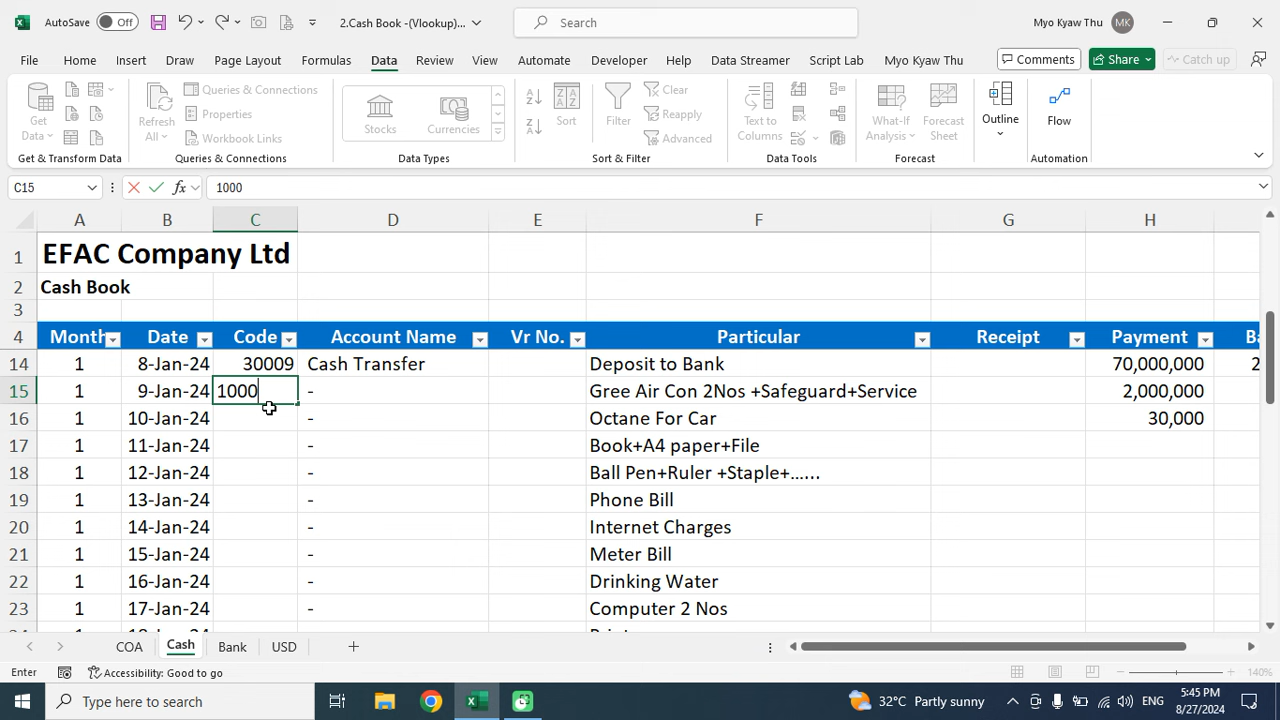 AutoSave Off 2.Cash Book -(Vlookup)... Search Myo Kyaw Thu MK
File Home Insert Draw Page Layout Formulas Data Review View Automate Developer Help Data Streamer Script Lab Myo Kyaw Thu Comments Share Catch up
Get Data Refresh All Queries & Connections Properties Workbook Links Stocks Currencies Sort Filter Clear Reapply Advanced Text to Columns What-If Analysis Forecast Sheet Outline Flow
Get & Transform Data Queries & Connections Data Types Sort & Filter Data Tools Forecast Automation
C15 fx 1000
A B C D E F G H
1 EFAC Company Ltd
2 Cash Book
3
4 Month Date Code Account Name Vr No. Particular Receipt Payment Ba
14 1 8-Jan-24 30009 Cash Transfer Deposit to Bank 70,000,000 2
15 1 9-Jan-24 1000 - Gree Air Con 2Nos +Safeguard+Service 2,000,000
16 1 10-Jan-24 - Octane For Car 30,000
17 1 11-Jan-24 - Book+A4 paper+File
18 1 12-Jan-24 - Ball Pen+Ruler +Staple+......
19 1 13-Jan-24 - Phone Bill
20 1 14-Jan-24 - Internet Charges
21 1 15-Jan-24 - Meter Bill
22 1 16-Jan-24 - Drinking Water
23 1 17-Jan-24 - Computer 2 Nos
COA Cash Bank USD
Enter Accessibility: Good to go 140%
Type here to search 32°C Partly sunny ENG 5:45 PM
8/27/2024